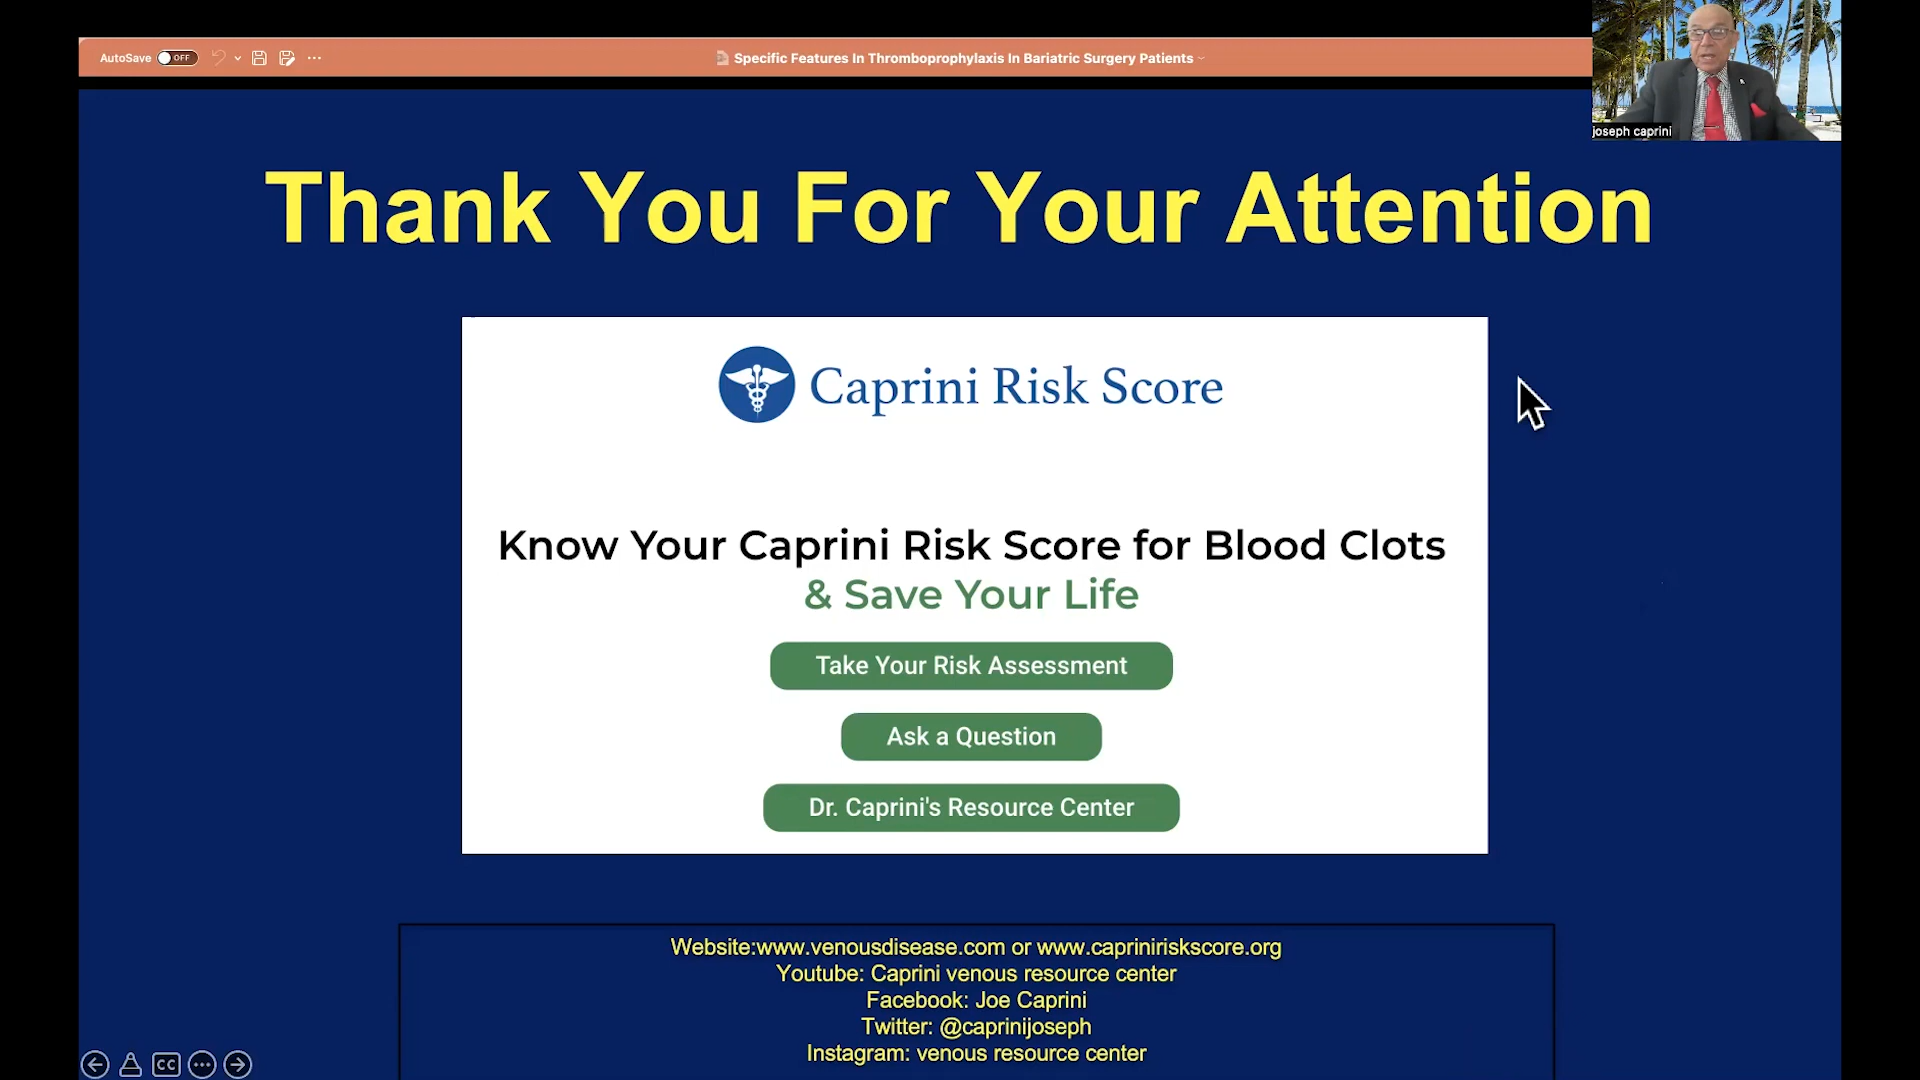 AutoSave OFF
Specific Features In Thromboprophylaxis In Bariatric Surgery Patients
joseph caprini
Thank You For Your Attention
Caprini Risk Score
Know Your Caprini Risk Score for Blood Clots
& Save Your Life
Take Your Risk Assessment
Ask a Question
Dr. Caprini's Resource Center
Website:www.venousdisease.com or www.capriniriskscore.org
Youtube: Caprini venous resource center
Facebook: Joe Caprini
Twitter: @caprinijoseph
Instagram: venous resource center
CC